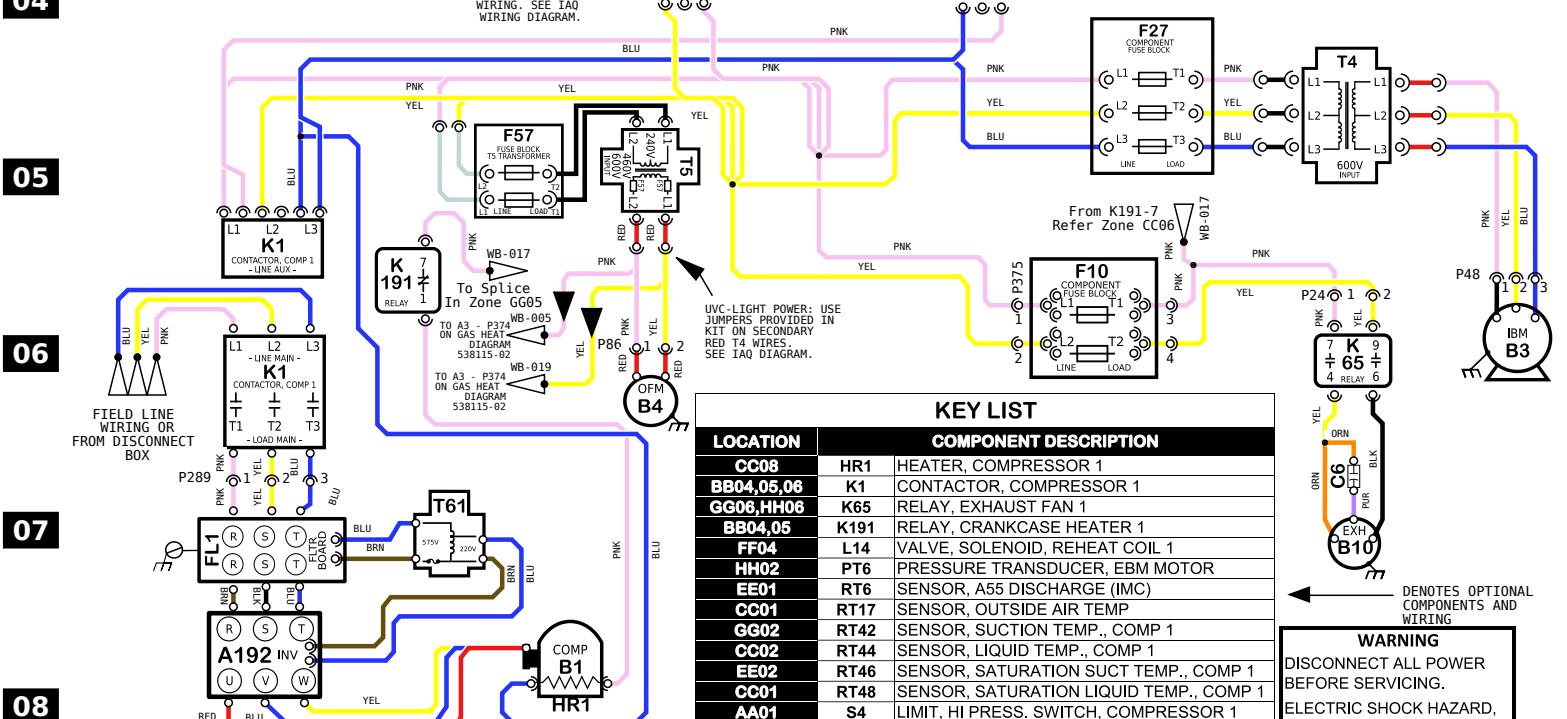 04
WIRING. SEE IAQ
WIRING DIAGRAM.
PNK
BLU
PNK
PNK
YEL
YEL
YEL
F27
COMPONENT
FUSE BLOCK
L1 T1
L2 T2
L3 T3
LINE LOAD
PNK
YEL
BLU
PNK
YEL
BLU
T4
L1 L1
L2 L2
L3 L3
600V
INPUT
F57
FUSE BLOCK
T5 TRANSFORMER
L2 T2
L1 LINE LOAD T1
T5
L2 L1
240V
460V
600V
INPUT
F57 F57
L2 L1
RED RED
05
BLU
L1 L2 L3
K1
CONTACTOR, COMP 1
- LINE AUX -
K
191
7
1
RELAY
PNK
WB-017
To Splice
In Zone GG05
PNK
YEL
PNK
From K191-7
Refer Zone CC06
WB-017
PNK
PNK
PNK
YEL
P375
1
2
F10
COMPONENT
FUSE BLOCK
L1 T1
L2 T2
LINE LOAD
3
4
PNK
YEL
BLU
P48
1 2 3
IBM
B3
P24 1 2
PNK
YEL
7 9
K
65
4 6
RELAY
YEL
ORN
ORN
C6
PUR
BLK
EXH
B10
UVC-LIGHT POWER: USE
JUMPERS PROVIDED IN
KIT ON SECONDARY
RED T4 WIRES.
SEE IAQ DIAGRAM.
TO A3 - P374
ON GAS HEAT
DIAGRAM
538115-02
WB-005
TO A3 - P374
ON GAS HEAT
DIAGRAM
538115-02
WB-019
YEL
PNK
YEL
P86 1 2
RED
RED
OFM
B4
06
BLU
YEL
PNK
FIELD LINE
WIRING OR
FROM DISCONNECT
BOX
L1 L2 L3
- LINE MAIN -
K1
CONTACTOR, COMP 1
T1 T2 T3
- LOAD MAIN -
PNK
YEL
BLU
P289 1 2 3
PNK
YEL
BLU
07
FL1
R S T
R S T
FLTR
BOARD
BLU
BRN
T61
575V
220V
BRN
BLU
PNK
BLU
BRN
BLK
BLU
R S T
A192 INV
U V W
08
RED
BLU
YEL
COMP
B1
HR1
KEY LIST
LOCATION COMPONENT DESCRIPTION
CC08 HR1 HEATER, COMPRESSOR 1
BB04,05,06 K1 CONTACTOR, COMPRESSOR 1
GG06,HH06 K65 RELAY, EXHAUST FAN 1
BB04,05 K191 RELAY, CRANKCASE HEATER 1
FF04 L14 VALVE, SOLENOID, REHEAT COIL 1
HH02 PT6 PRESSURE TRANSDUCER, EBM MOTOR
EE01 RT6 SENSOR, A55 DISCHARGE (IMC)
CC01 RT17 SENSOR, OUTSIDE AIR TEMP
GG02 RT42 SENSOR, SUCTION TEMP., COMP 1
CC02 RT44 SENSOR, LIQUID TEMP., COMP 1
EE02 RT46 SENSOR, SATURATION SUCT TEMP., COMP 1
CC01 RT48 SENSOR, SATURATION LIQUID TEMP., COMP 1
AA01 S4 LIMIT, HI PRESS. SWITCH, COMPRESSOR 1
DENOTES OPTIONAL
COMPONENTS AND
WIRING
WARNING
DISCONNECT ALL POWER
BEFORE SERVICING.
ELECTRIC SHOCK HAZARD,